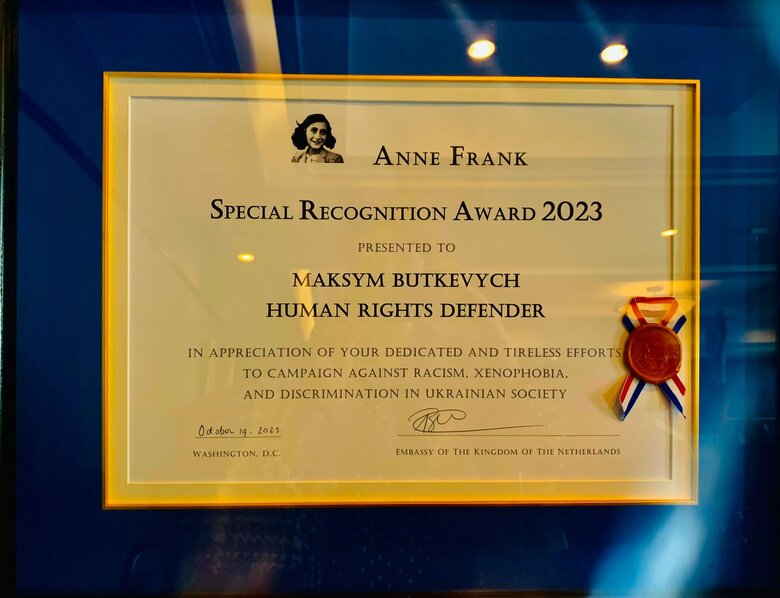 ANNE FRANK
SPECIAL RECOGNITION AWARD 2023
PRESENTED TO
MAKSYM BUTKEVYCH
HUMAN RIGHTS DEFENDER
IN APPRECIATION OF YOUR DEDICATED AND TIRELESS EFFORTS
TO CAMPAIGN AGAINST RACISM, XENOPHOBIA,
AND DISCRIMINATION IN UKRAINIAN SOCIETY
October 19, 2023
WASHINGTON, D.C.
EMBASSY OF THE KINGDOM OF THE NETHERLANDS